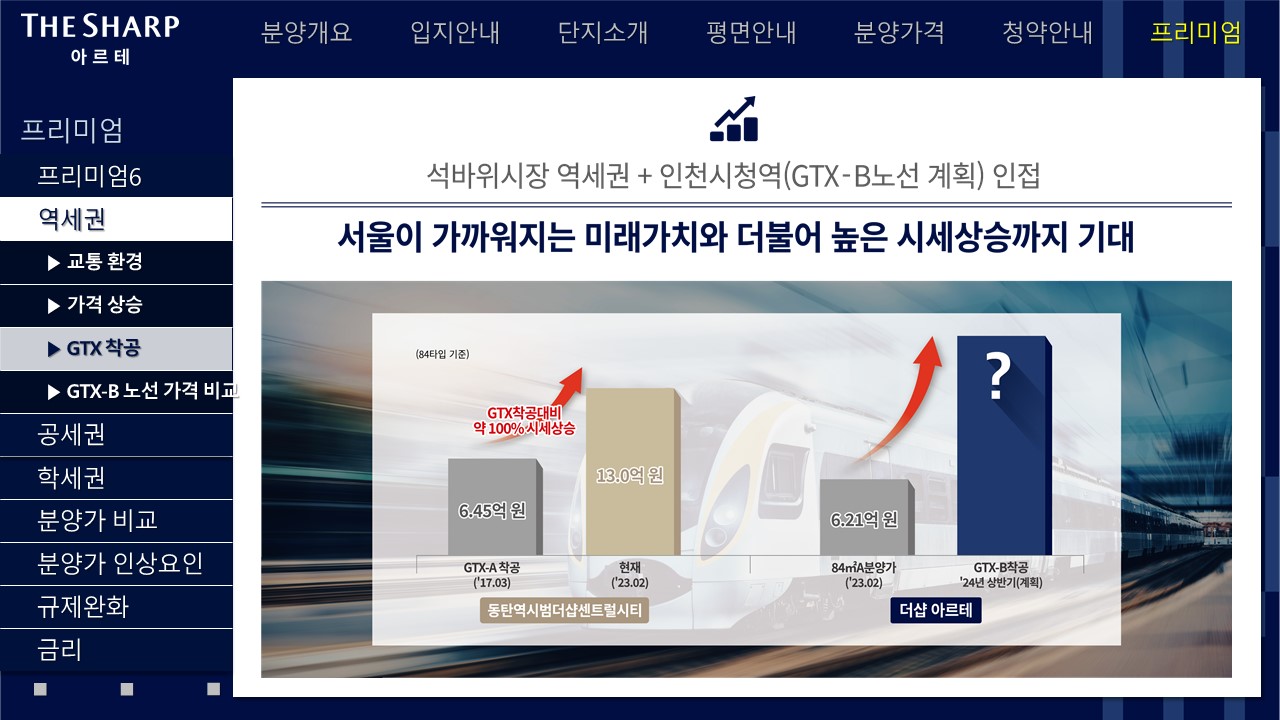 THE SHARP
아르테
분양개요 입지안내 단지소개 평면안내 분양가격 청약안내 프리미엄
프리미엄
프리미엄6
역세권
▶ 교통 환경
▶ 가격 상승
▶ GTX 착공
▶ GTX-B 노선 가격 비교
공세권
학세권
분양가 비교
분양가 인상요인
규제완화
금리
석바위시장 역세권 + 인천시청역(GTX-B노선 계획) 인접
서울이 가까워지는 미래가치와 더불어 높은 시세상승까지 기대
(84타입 기준)
GTX착공대비
약 100% 시세상승
6.45억 원
13.0억 원
6.21억 원
?
GTX-A 착공
('17.03)
현재
('23.02)
84㎡A분양가
('23.02)
GTX-B착공
'24년 상반기(계획)
동탄역시범더샵센트럴시티
더샵 아르테